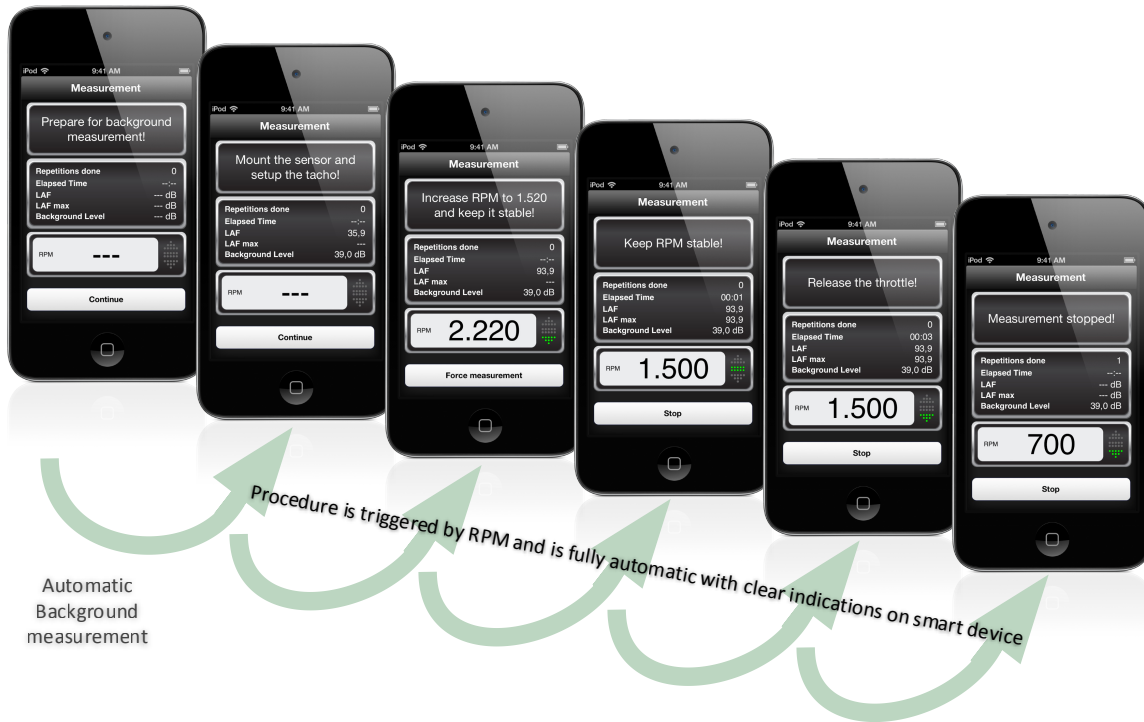 iPod 9:41 AM
Measurement
Prepare for background
measurement!
Repetitions done 0
Elapsed Time --:--
LAF --- dB
LAF max --- dB
Background Level --- dB
RPM ---
Continue
iPod 9:41 AM
Measurement
Mount the sensor and
setup the tacho!
Repetitions done 0
Elapsed Time --:--
LAF 35,9
LAF max ---
Background Level 39,0 dB
RPM ---
Continue
iPod 9:41 AM
Measurement
Increase RPM to 1.520
and keep it stable!
Repetitions done 0
Elapsed Time --:--
LAF 93,9
LAF max ---
Background Level 39,0 dB
RPM 2.220
Force measurement
iPod 9:41 AM
Measurement
Keep RPM stable!
Repetitions done 0
Elapsed Time 00:01
LAF 93,9
LAF max 93,9
Background Level 39,0 dB
RPM 1.500
Stop
iPod 9:41 AM
Measurement
Release the throttle!
Repetitions done 0
Elapsed Time 00:03
LAF 93,9
LAF max 93,9
Background Level 39,0 dB
RPM 1.500
Stop
iPod 9:41 AM
Measurement
Measurement stopped!
Repetitions done 1
Elapsed Time --:--
LAF --- dB
LAF max --- dB
Background Level 39,0 dB
RPM 700
Stop
Procedure is triggered by RPM and is fully automatic with clear indications on smart device
Automatic
Background
measurement